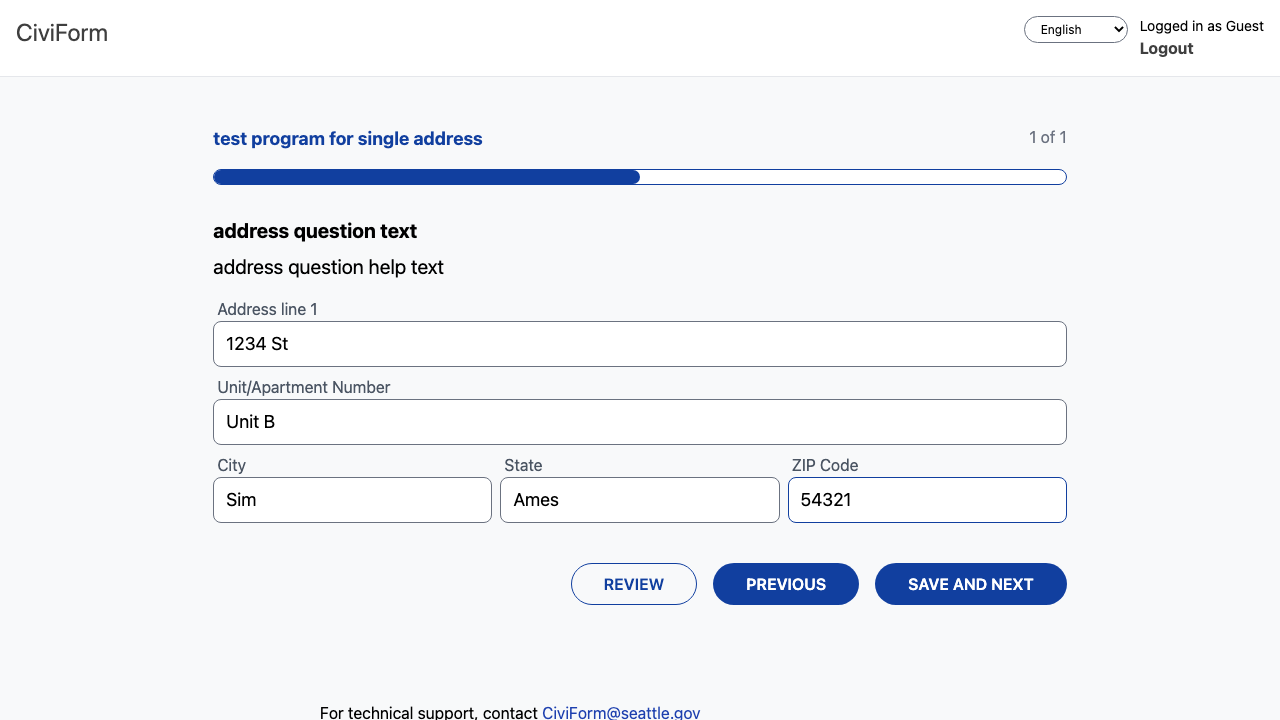 CiviForm
English
Logged in as Guest
Logout
test program for single address
1 of 1
address question text
address question help text
Address line 1
1234 St
Unit/Apartment Number
Unit B
City State ZIP Code
Sim Ames 54321
REVIEW PREVIOUS SAVE AND NEXT
For technical support, contact CiviForm@seattle.gov